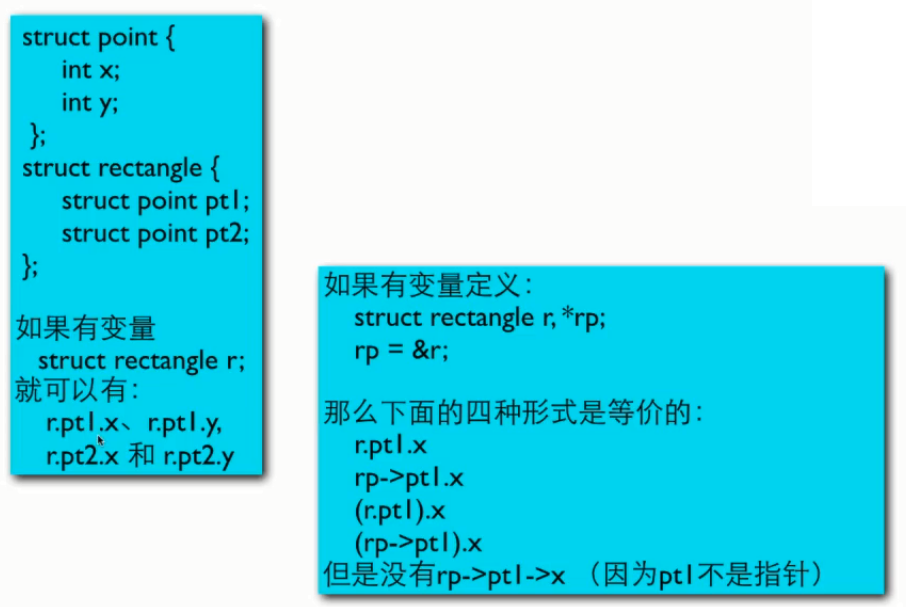 struct point {
int x;
int y;
};
struct rectangle {
struct point pt1;
struct point pt2;
};
如果有变量
struct rectangle r;
就可以有：
r.pt1.x、r.pt1.y,
r.pt2.x 和 r.pt2.y
如果有变量定义：
struct rectangle r, *rp;
rp = &r;
那么下面的四种形式是等价的：
r.pt1.x
rp->pt1.x
(r.pt1).x
(rp->pt1).x
但是没有rp->pt1->x （因为pt1不是指针）